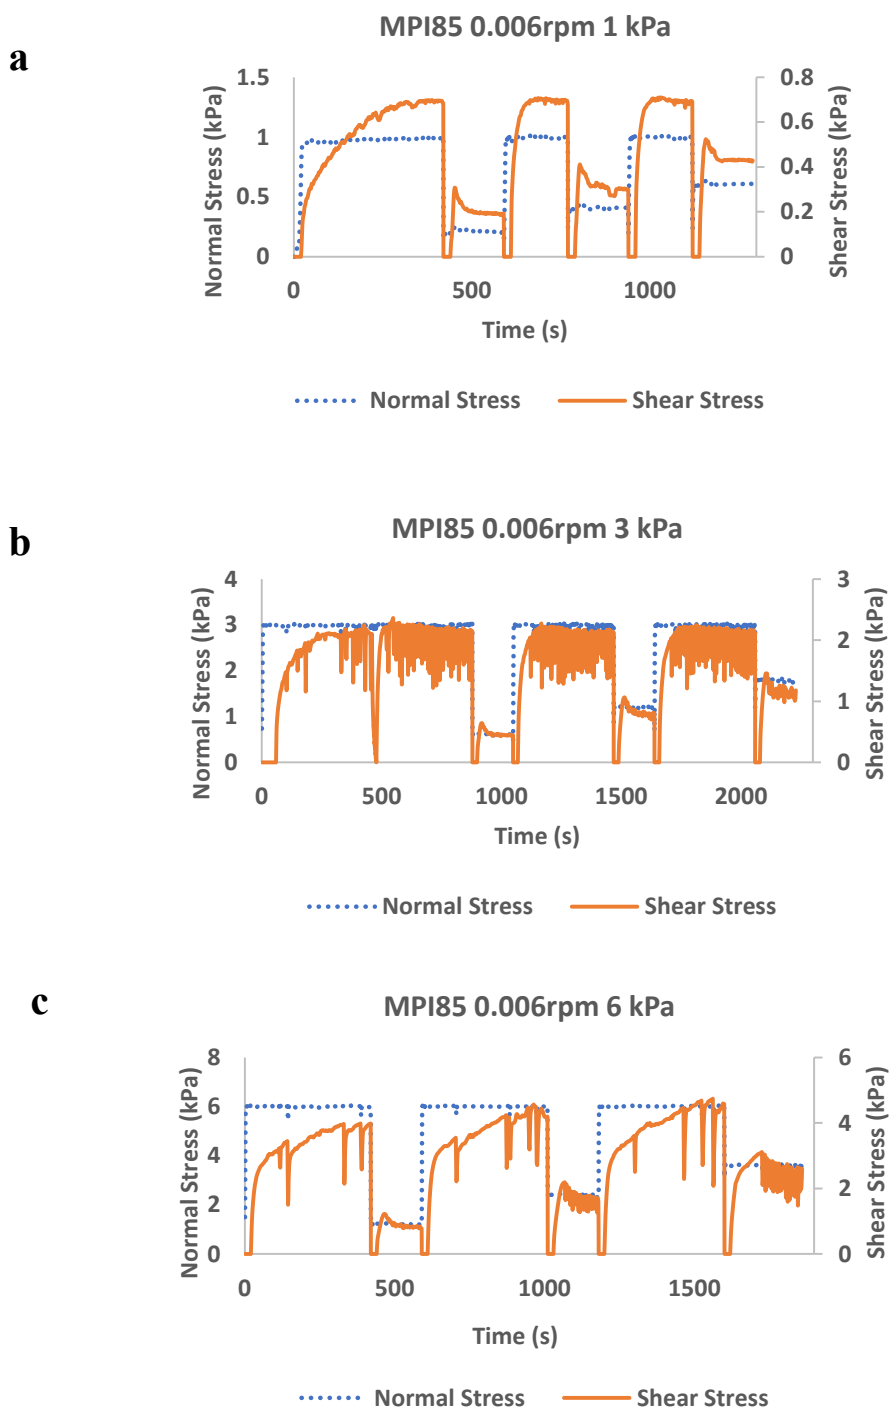 a
MPI85 0.006rpm 1 kPa
Normal Stress (kPa)
1.5
1
0.5
0
0.8
0.6
0.4
0.2
0
Shear Stress (kPa)
0 500 1000
Time (s)
Normal Stress Shear Stress
b
MPI85 0.006rpm 3 kPa
Normal Stress (kPa)
4
3
2
1
0
3
2
1
0
Shear Stress (kPa)
0 500 1000 1500 2000
Time (s)
Normal Stress Shear Stress
c
MPI85 0.006rpm 6 kPa
Normal Stress (kPa)
8
6
4
2
0
6
4
2
0
Shear Stress (kPa)
0 500 1000 1500
Time (s)
Normal Stress Shear Stress